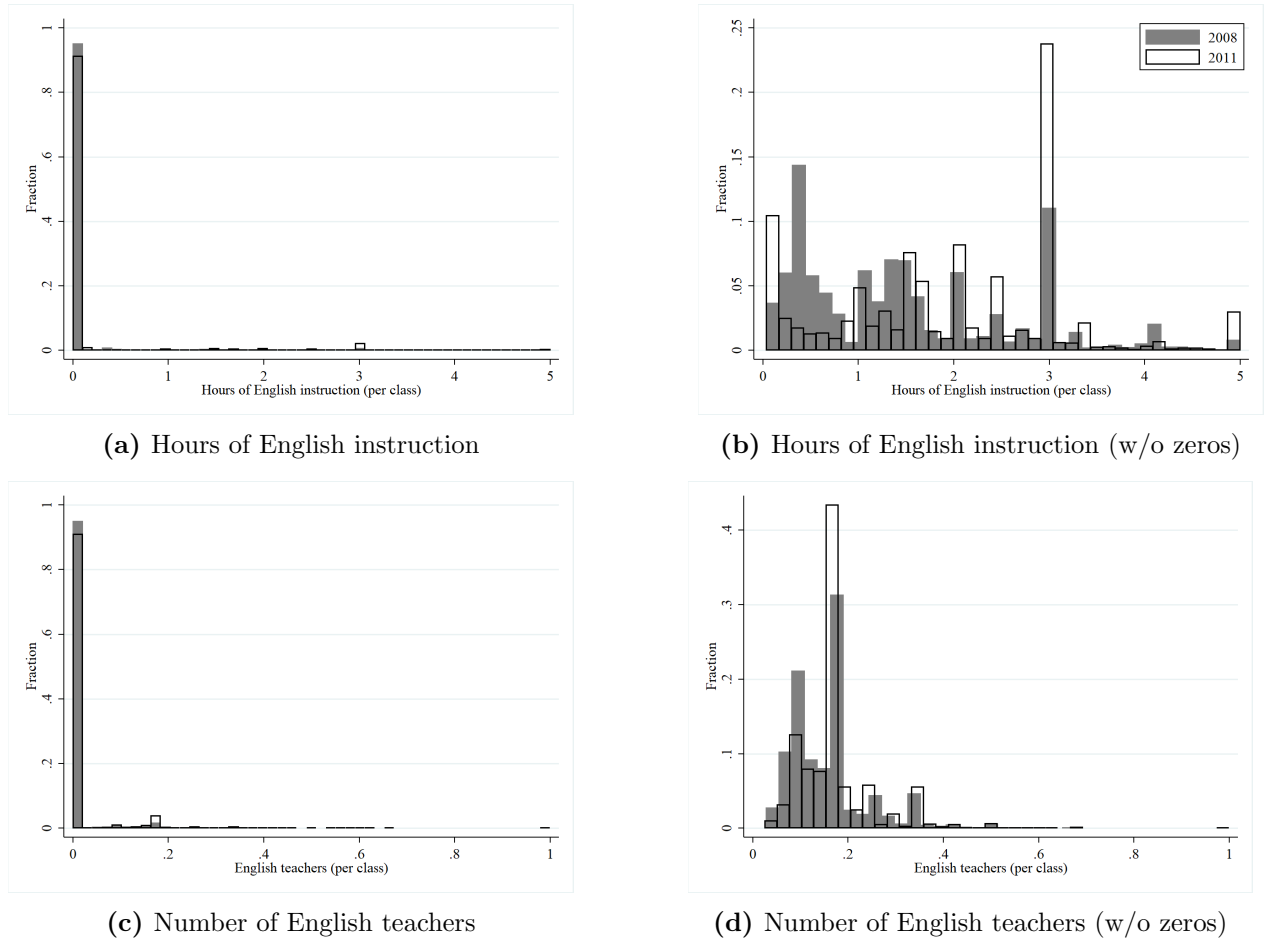 Fraction
0 .2 .4 .6 .8 1
0 1 2 3 4 5
Hours of English instruction (per class)
(a) Hours of English instruction
Fraction
0 .05 .1 .15 .2 .25
2008
2011
0 1 2 3 4 5
Hours of English instruction (per class)
(b) Hours of English instruction (w/o zeros)
Fraction
0 .2 .4 .6 .8 1
0 .2 .4 .6 .8 1
English teachers (per class)
(c) Number of English teachers
Fraction
0 .1 .2 .3 .4
0 .2 .4 .6 .8 1
English teachers (per class)
(d) Number of English teachers (w/o zeros)